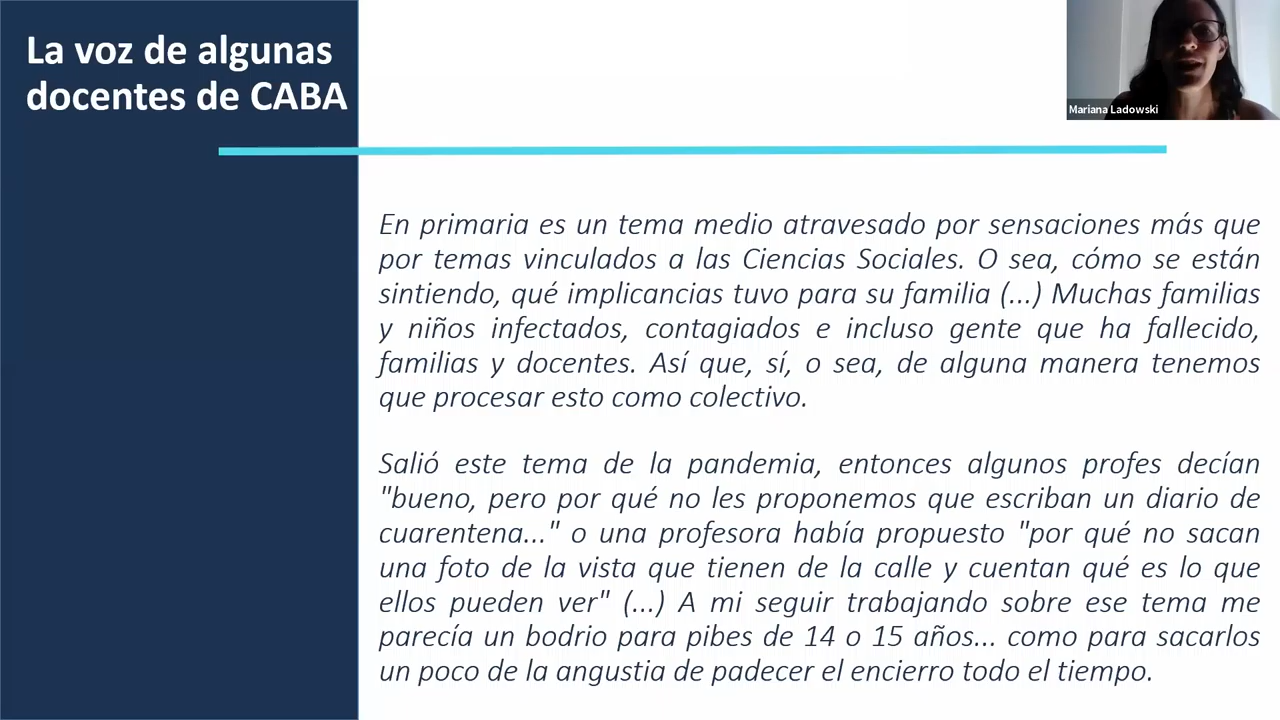 La voz de algunas
docentes de CABA
Mariana Ladowski
En primaria es un tema medio atravesado por sensaciones más que
por temas vinculados a las Ciencias Sociales. O sea, cómo se están
sintiendo, qué implicancias tuvo para su familia (...) Muchas familias
y niños infectados, contagiados e incluso gente que ha fallecido,
familias y docentes. Así que, sí, o sea, de alguna manera tenemos
que procesar esto como colectivo.
Salió este tema de la pandemia, entonces algunos profes decían
"bueno, pero por qué no les proponemos que escriban un diario de
cuarentena..." o una profesora había propuesto "por qué no sacan
una foto de la vista que tienen de la calle y cuentan qué es lo que
ellos pueden ver" (...) A mi seguir trabajando sobre ese tema me
parecía un bodrio para pibes de 14 o 15 años... como para sacarlos
un poco de la angustia de padecer el encierro todo el tiempo.